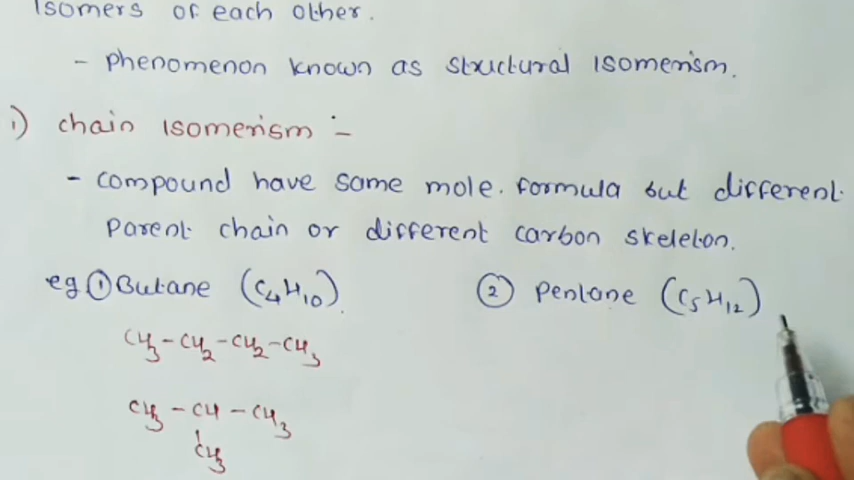 Isomers of each other.
- phenomenon known as structural Isomerism.
i) chain Isomerism :-
- compound have same mole. formula but different
Parent chain or different carbon skeleton.
eg ① Butane (C₄H₁₀). ② Pentane (C₅H₁₂)
CH₃-CH₂-CH₂-CH₃
CH₃-CH-CH₃
CH₃